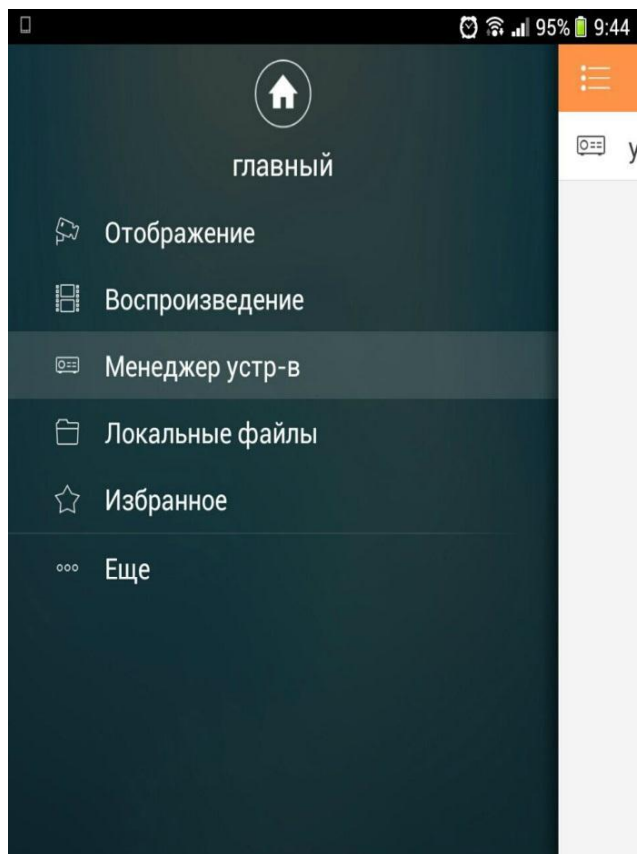 95% 9:44
главный
у
Отображение
Воспроизведение
Менеджер устр-в
Локальные файлы
Избранное
Еще